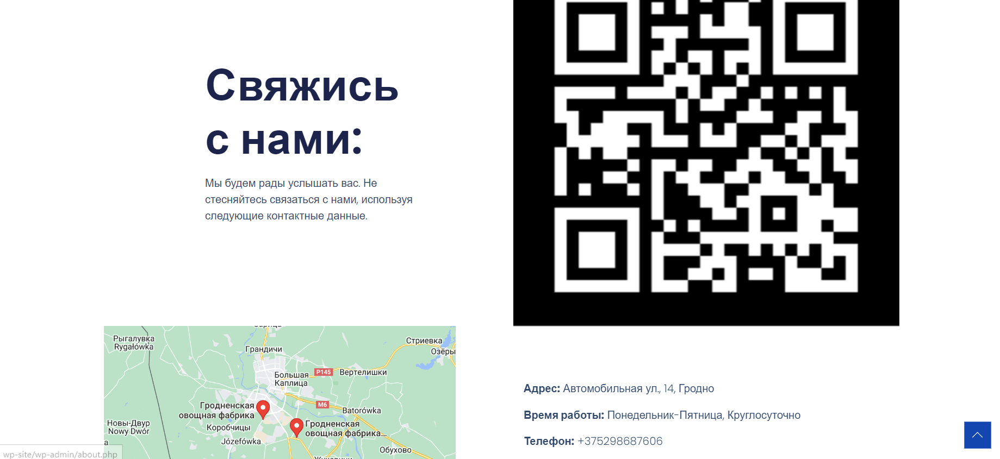 Свяжись
с нами:
Мы будем рады услышать вас. Не
стесняйтесь связаться с нами, используя
следующие контактные данные.
Зарица
Рыгалувка
Rygałówka
Грандичи
Стриевка
Озёры
Большая
Каплица
P145
Вертелишки
M6
Гродненская
овощная фабрика
Batorówka
Гродненская
овощная фабрика...
Новы-Двур
Nowy Dwór
Коробчицы
Józefówka
Обухово
Жукевичи
Адрес: Автомобильная ул., 14, Гродно
Время работы: Понедельник-Пятница, Круглосуточно
Телефон: +375298687606
wp-site/wp-admin/about.php